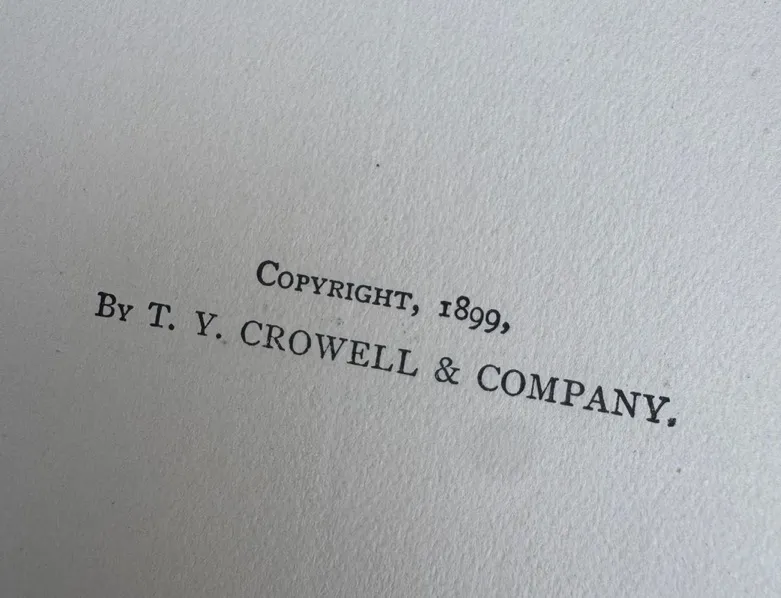 Copyright, 1899,
By T. Y. CROWELL & COMPANY.